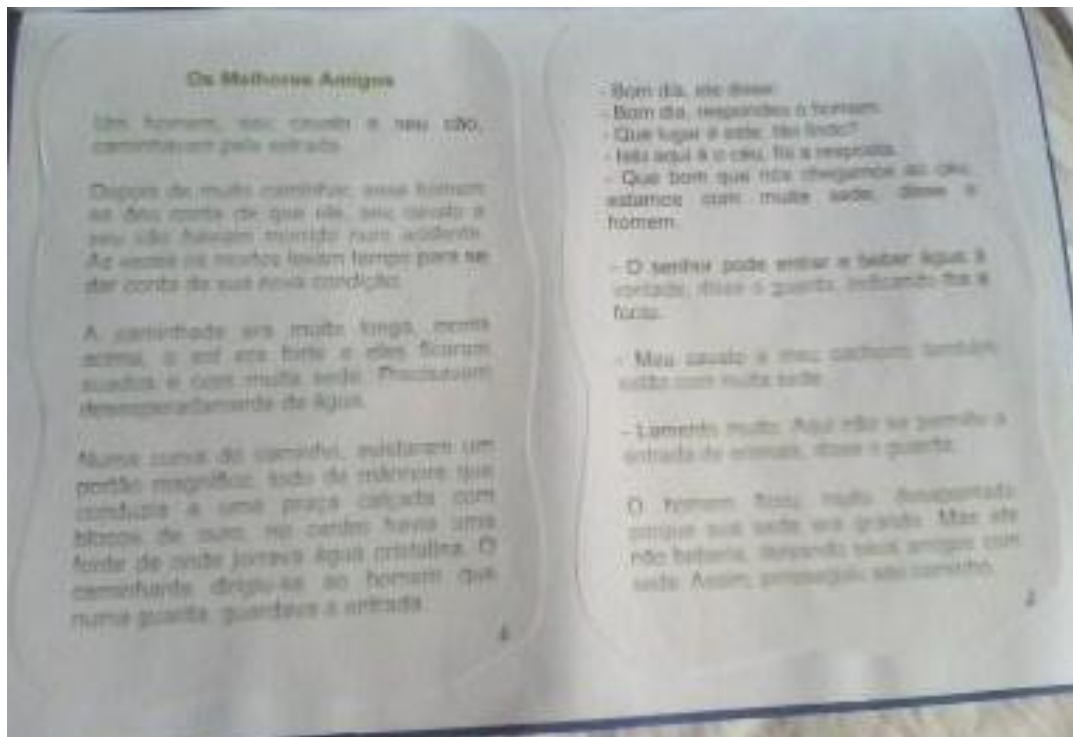 Os Melhores Amigos
Um homem, seu cavalo e seu cão,
caminhavam pela estrada.
Depois de muito caminhar, esse homem
se deu conta de que ele, seu cavalo e
seu cão haviam morrido num acidente.
Às vezes os mortos levam tempo para se
dar conta de sua nova condição.
A caminhada era muito longa, morro
acima, o sol era forte e eles ficaram
suados e com muita sede. Precisavam
desesperadamente de água.
Numa curva do caminho, avistaram um
portão magnífico, todo de mármore que
conduzia a uma praça calçada com
blocos de ouro, no centro havia uma
fonte de onde jorrava água cristalina. O
caminhante dirigiu-se ao homem que
numa guarita, guardava a entrada.
- Bom dia, ele disse.
- Bom dia, respondeu o homem.
- Que lugar é este, tão lindo?
- Isto aqui é o céu, foi a resposta.
- Que bom que nós chegamos ao céu,
estamos com muita sede, disse o
homem.
- O senhor pode entrar e beber água à
vontade, disse o guarda, indicando-lhe a
fonte.
- Meu cavalo e meu cachorro também
estão com muita sede.
- Lamento muito. Aqui não se permite a
entrada de animais, disse o guarda.
O homem ficou muito desapontado
porque sua sede era grande. Mas ele
não beberia, deixando seus amigos com
sede. Assim, prosseguiu seu caminho.